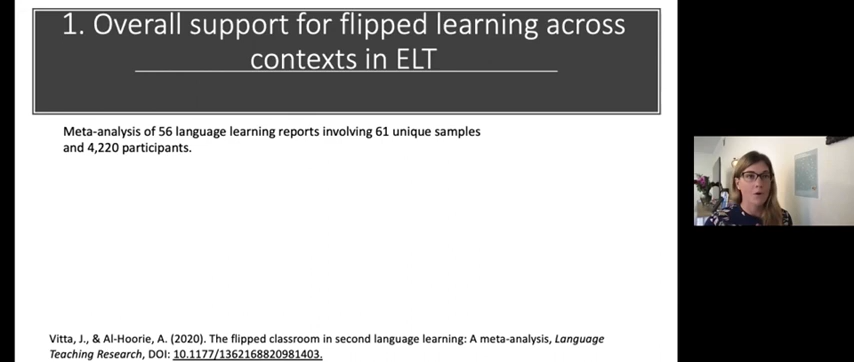 1. Overall support for flipped learning across
contexts in ELT
Meta-analysis of 56 language learning reports involving 61 unique samples
and 4,220 participants.
Vitta, J., & Al-Hoorie, A. (2020). The flipped classroom in second language learning: A meta-analysis, Language
Teaching Research, DOI: 10.1177/1362168820981403.